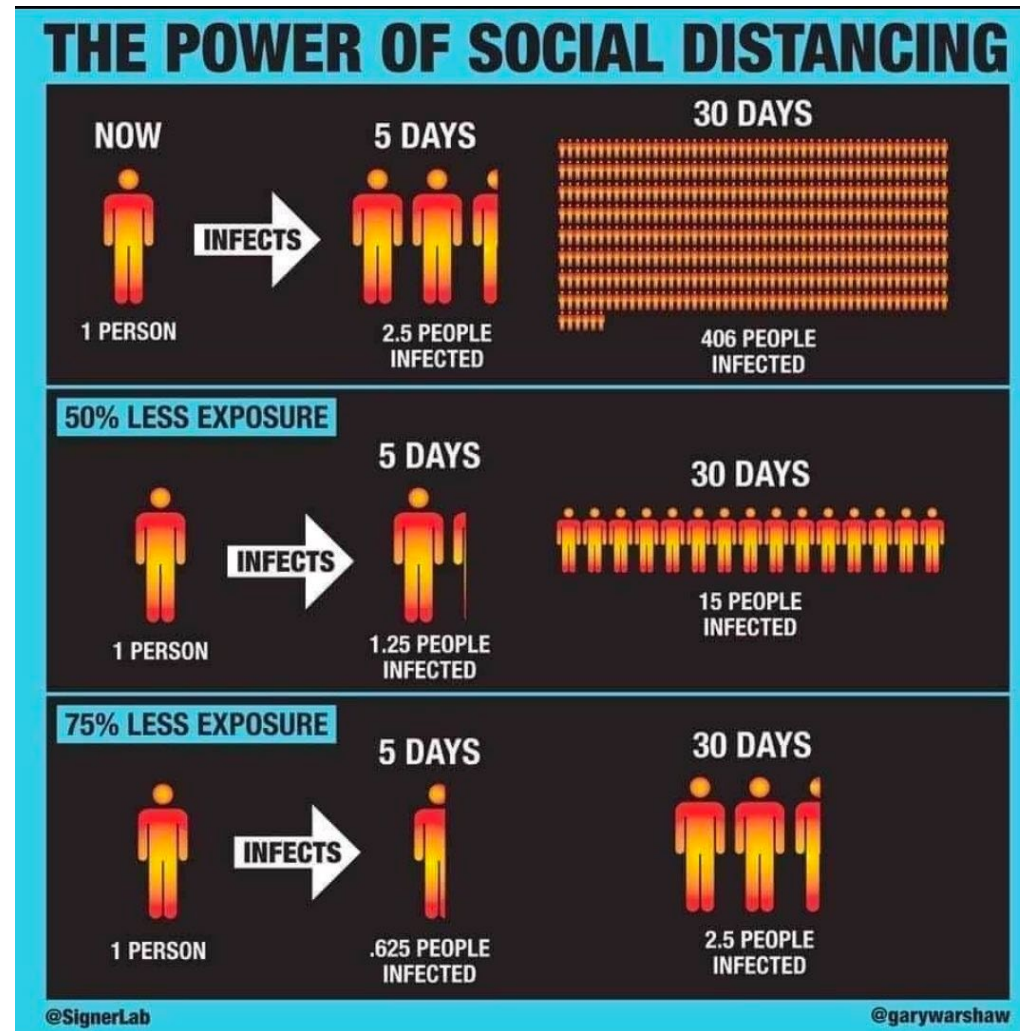 THE POWER OF SOCIAL DISTANCING
NOW
5 DAYS
30 DAYS
INFECTS
1 PERSON
2.5 PEOPLE
INFECTED
406 PEOPLE
INFECTED
50% LESS EXPOSURE
5 DAYS
30 DAYS
INFECTS
1 PERSON
1.25 PEOPLE
INFECTED
15 PEOPLE
INFECTED
75% LESS EXPOSURE
5 DAYS
30 DAYS
INFECTS
1 PERSON
.625 PEOPLE
INFECTED
2.5 PEOPLE
INFECTED
@SignerLab
@garywarshaw